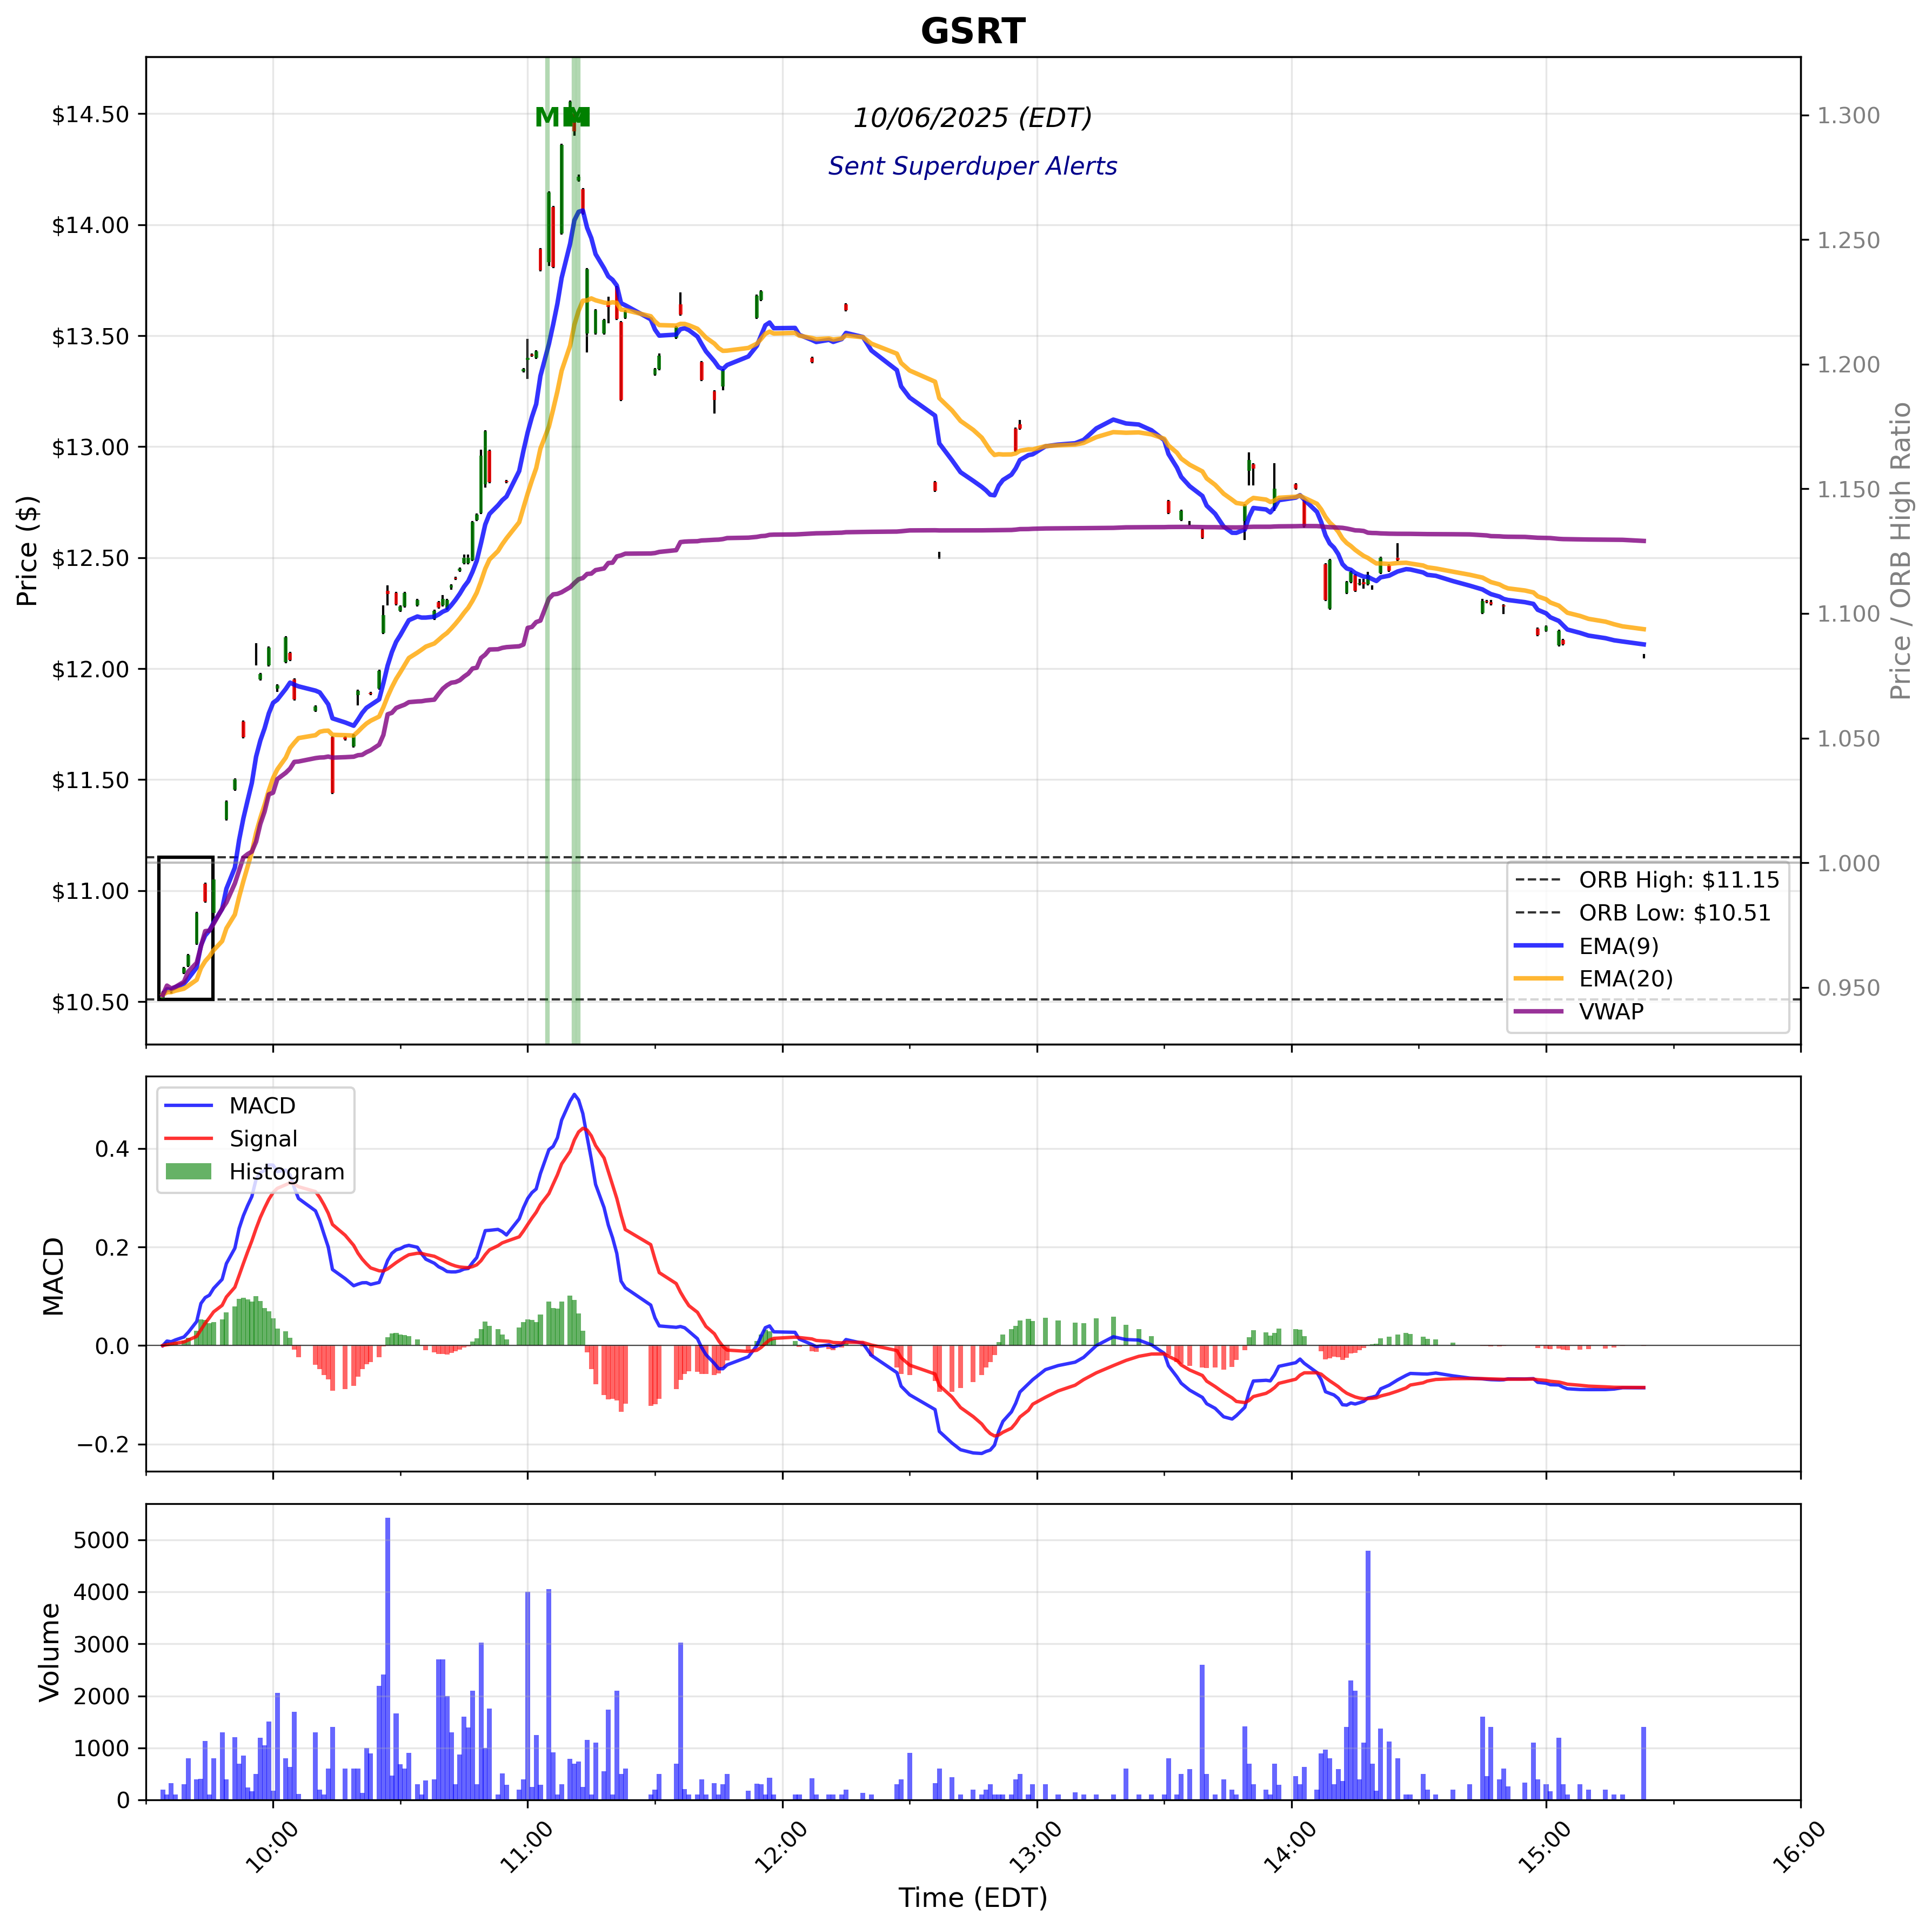 GSRT
10/06/2025 (EDT)
Sent Superduper Alerts
M
M
Price ($)
$14.50
$14.00
$13.50
$13.00
$12.50
$12.00
$11.50
$11.00
$10.50
1.300
1.250
1.200
1.150
1.100
1.050
1.000
0.950
Price / ORB High Ratio
ORB High: $11.15
ORB Low: $10.51
EMA(9)
EMA(20)
VWAP
MACD
Signal
Histogram
MACD
0.4
0.2
0.0
−0.2
Volume
5000
4000
3000
2000
1000
0
10:00
11:00
12:00
13:00
14:00
15:00
16:00
Time (EDT)